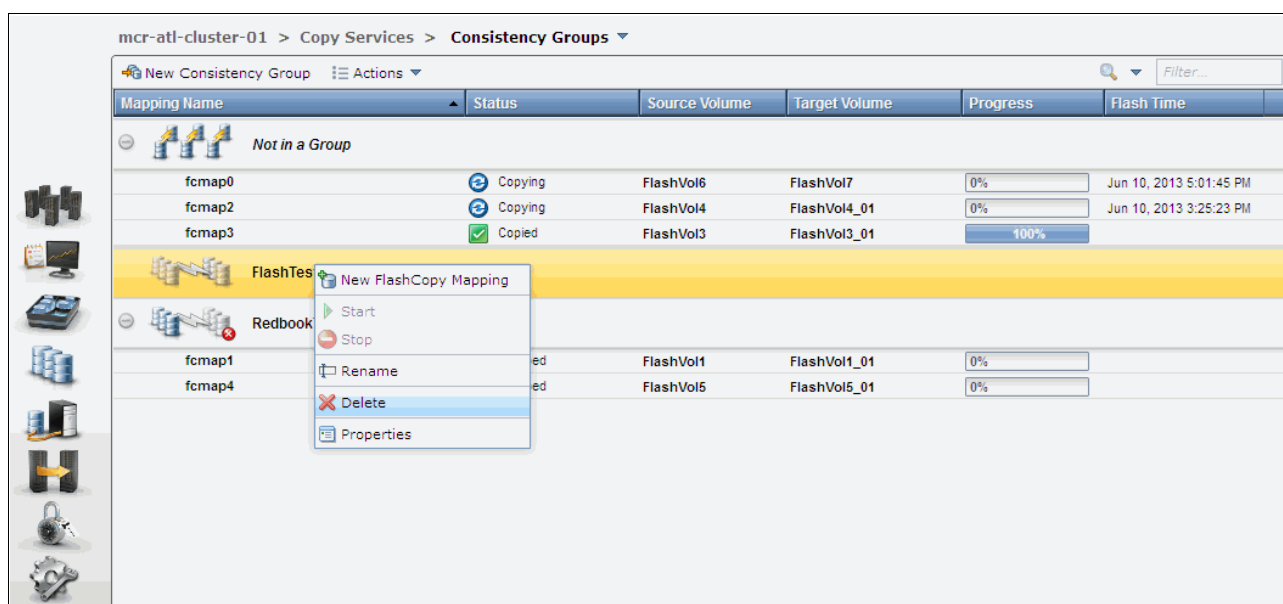 mcr-atl-cluster-01 > Copy Services > Consistency Groups
New Consistency Group Actions Filter...
Mapping Name Status Source Volume Target Volume Progress Flash Time
Not in a Group
fcmap0 Copying FlashVol6 FlashVol7 0% Jun 10, 2013 5:01:45 PM
fcmap2 Copying FlashVol4 FlashVol4_01 0% Jun 10, 2013 3:25:23 PM
fcmap3 Copied FlashVol3 FlashVol3_01 100%
FlashTes
New FlashCopy Mapping
Start
Redbook
Stop
fcmap1 ed FlashVol1 FlashVol1_01 0%
Rename
fcmap4 ed FlashVol5 FlashVol5_01 0%
Delete
Properties